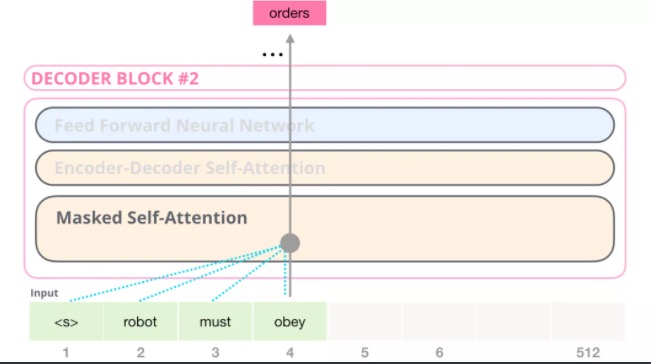 orders
...
DECODER BLOCK #2
Feed Forward Neural Network
Encoder-Decoder Self-Attention
Masked Self-Attention
Input
<s> robot must obey
1 2 3 4 5 6 512